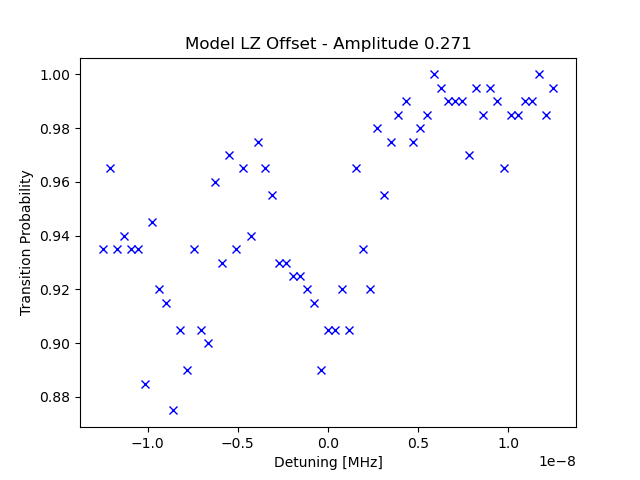 Model LZ Offset - Amplitude 0.271
Transition Probability
1.00
0.98
0.96
0.94
0.92
0.90
0.88
−1.0 −0.5 0.0 0.5 1.0
1e−8
Detuning [MHz]